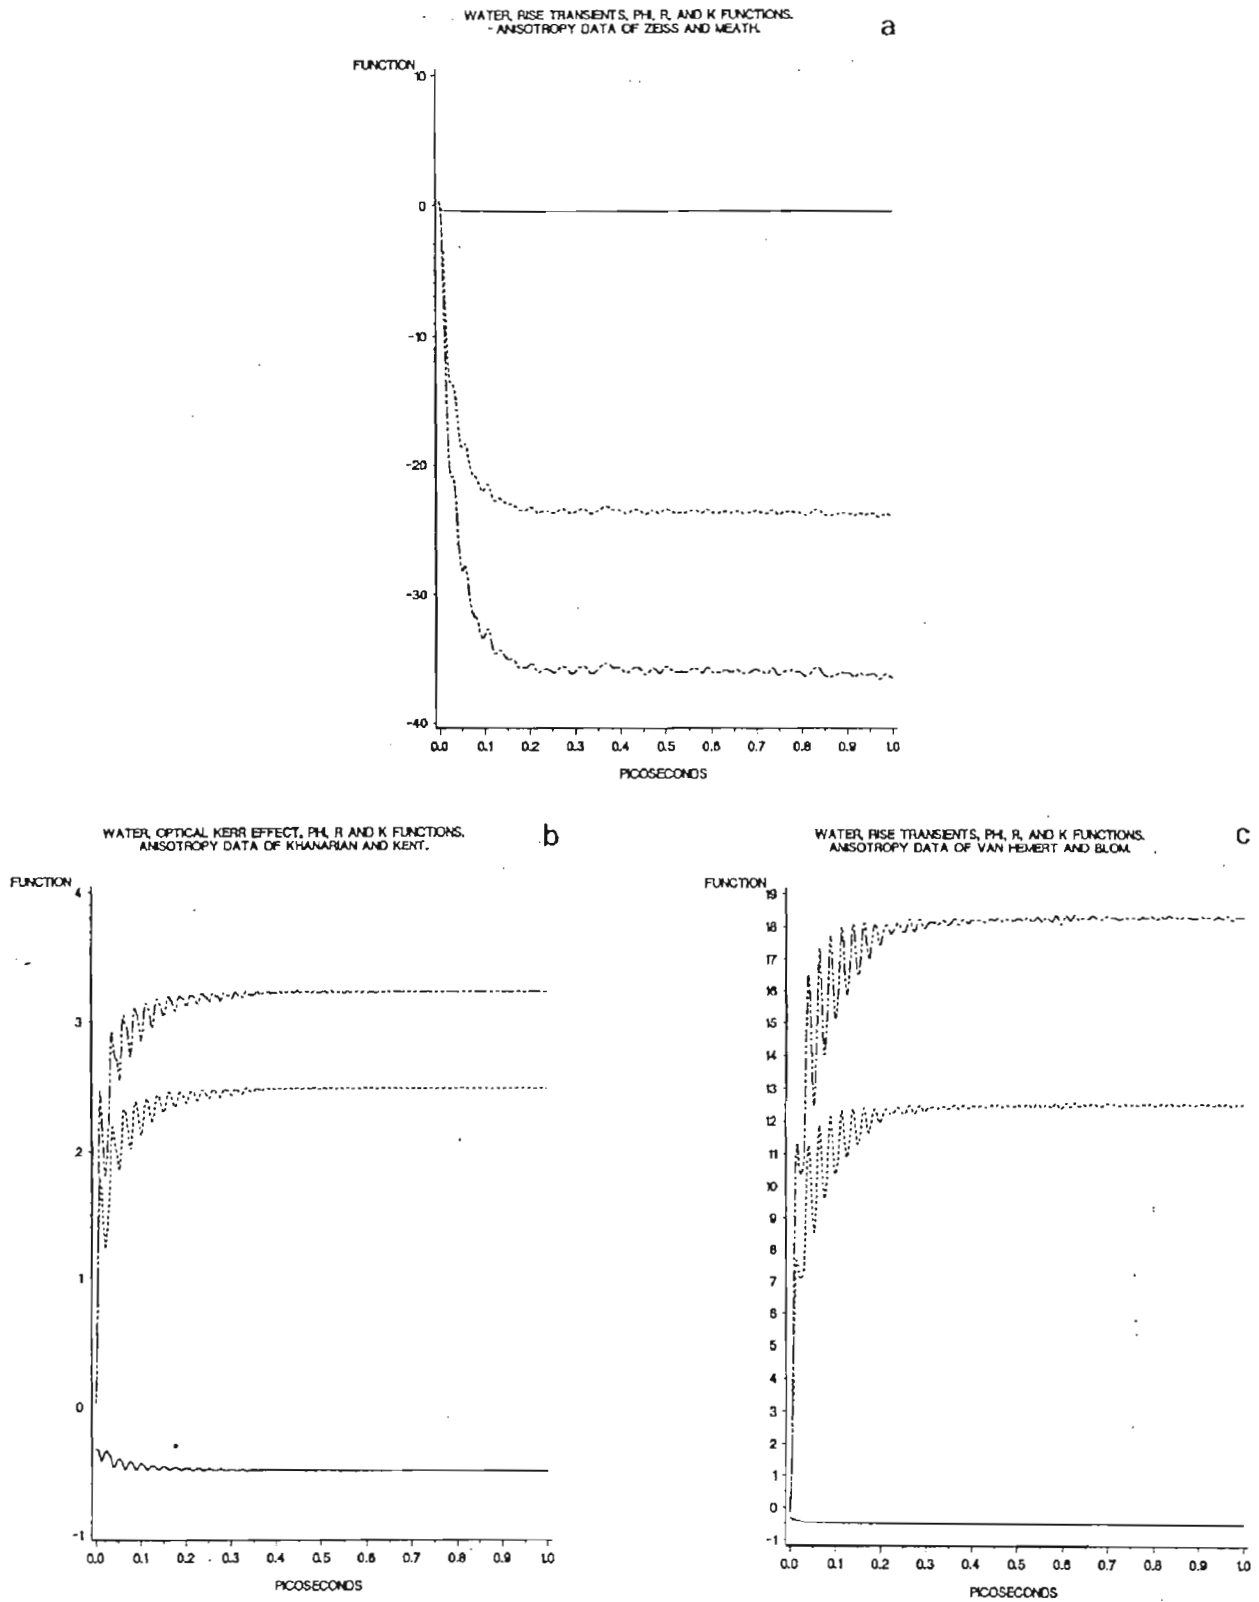 WATER, RISE TRANSIENTS, PHI, R, AND K FUNCTIONS.
ANISOTROPY DATA OF ZEISS AND MEATH.
a
FUNCTION
10
0
-10
-20
-30
-40
0.0 0.1 0.2 0.3 0.4 0.5 0.6 0.7 0.8 0.9 1.0
PICOSECONDS
WATER, OPTICAL KERR EFFECT, PHI, R AND K FUNCTIONS.
ANISOTROPY DATA OF KHANARIAN AND KENT.
b
FUNCTION
4
3
2
1
0
-1
0.0 0.1 0.2 0.3 0.4 0.5 0.6 0.7 0.8 0.9 1.0
PICOSECONDS
WATER, RISE TRANSIENTS, PHI, R, AND K FUNCTIONS.
ANISOTROPY DATA OF VAN HEMERT AND BLOM.
c
FUNCTION
19
18
17
16
15
14
13
12
11
10
9
8
7
6
5
4
3
2
1
0
-1
0.0 0.1 0.2 0.3 0.4 0.5 0.6 0.7 0.8 0.9 1.0
PICOSECONDS